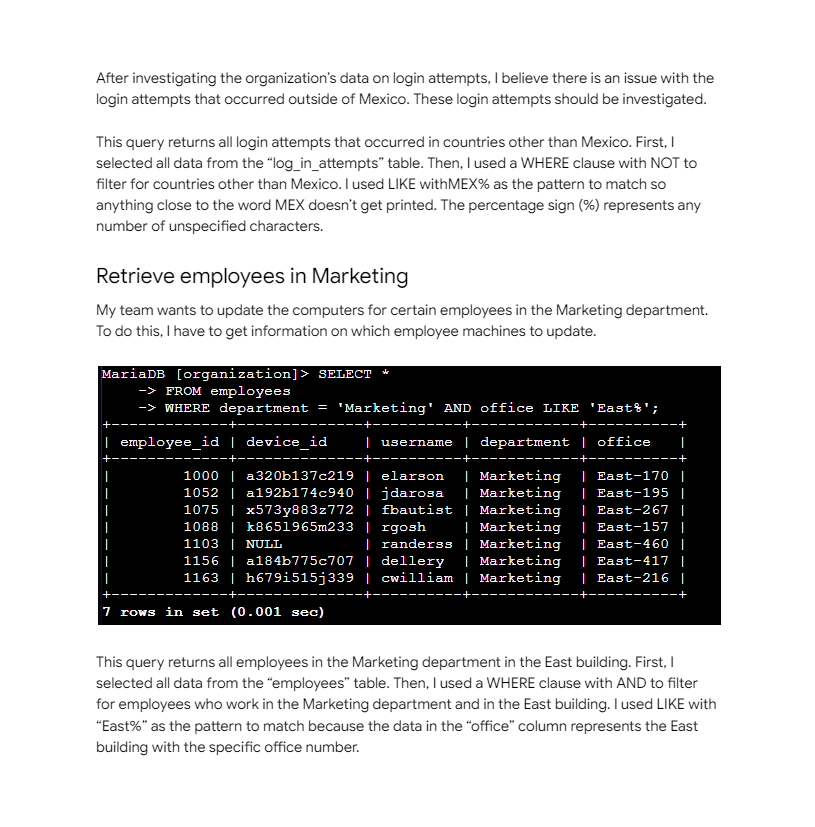 After investigating the organization's data on login attempts, I believe there is an issue with the
login attempts that occurred outside of Mexico. These login attempts should be investigated.
This query returns all login attempts that occurred in countries other than Mexico. First, I
selected all data from the “log_in_attempts” table. Then, I used a WHERE clause with NOT to
filter for countries other than Mexico. I used LIKE withMEX% as the pattern to match so
anything close to the word MEX doesn't get printed. The percentage sign (%) represents any
number of unspecified characters.
Retrieve employees in Marketing
My team wants to update the computers for certain employees in the Marketing department.
To do this, I have to get information on which employee machines to update.
MariaDB [organization]> SELECT *
    -> FROM employees
    -> WHERE department = 'Marketing' AND office LIKE 'East%';
+-------------+--------------+----------+------------+----------+
| employee_id | device_id    | username | department | office   |
+-------------+--------------+----------+------------+----------+
|        1000 | a320b137c219 | elarson  | Marketing  | East-170 |
|        1052 | a192b174c940 | jdarosa  | Marketing  | East-195 |
|        1075 | x573y883z772 | fbautist | Marketing  | East-267 |
|        1088 | k865l965m233 | rgosh    | Marketing  | East-157 |
|        1103 | NULL         | randerss | Marketing  | East-460 |
|        1156 | a184b775c707 | dellery  | Marketing  | East-417 |
|        1163 | h679i515j339 | cwilliam | Marketing  | East-216 |
+-------------+--------------+----------+------------+----------+
7 rows in set (0.001 sec)
This query returns all employees in the Marketing department in the East building. First, I
selected all data from the “employees” table. Then, I used a WHERE clause with AND to filter
for employees who work in the Marketing department and in the East building. I used LIKE with
“East%” as the pattern to match because the data in the “office” column represents the East
building with the specific office number.